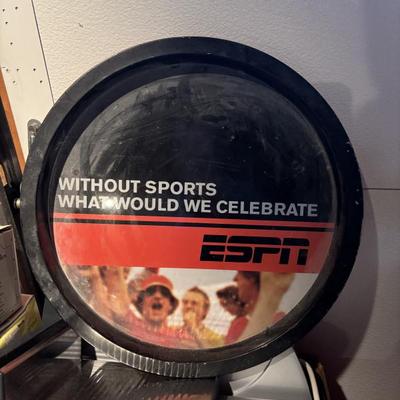 WITHOUT SPORTS
WHAT WOULD WE CELEBRATE
ESPN